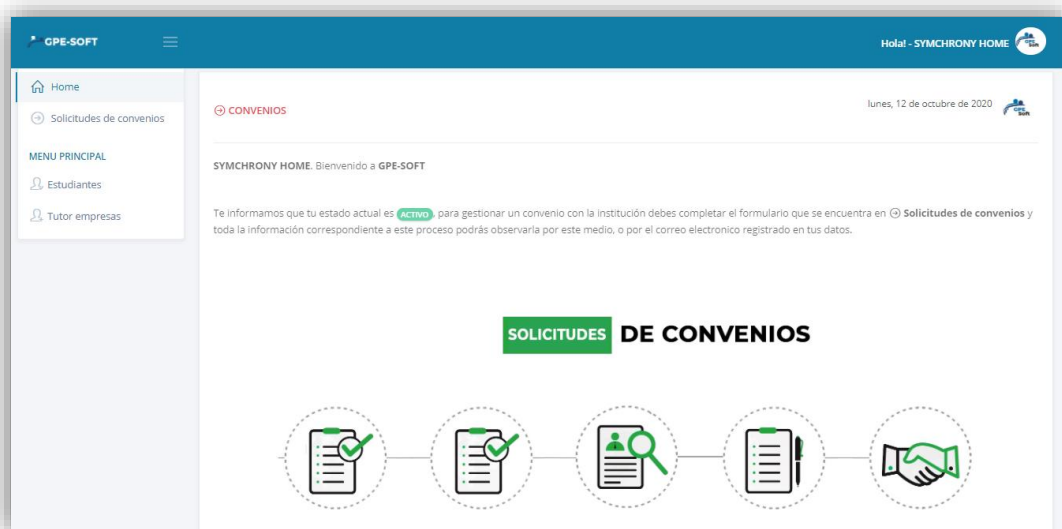 GPE-SOFT
Hola! - SYMCHRONY HOME
Home
Solicitudes de convenios
MENU PRINCIPAL
Estudiantes
Tutor empresas
CONVENIOS
lunes, 12 de octubre de 2020
GPE Soft
SYMCHRONY HOME. Bienvenido a GPE-SOFT
Te informamos que tu estado actual es ACTIVO, para gestionar un convenio con la institución debes completar el formulario que se encuentra en Solicitudes de convenios y
toda la información correspondiente a este proceso podrás observarla por este medio, o por el correo electronico registrado en tus datos.
SOLICITUDES DE CONVENIOS